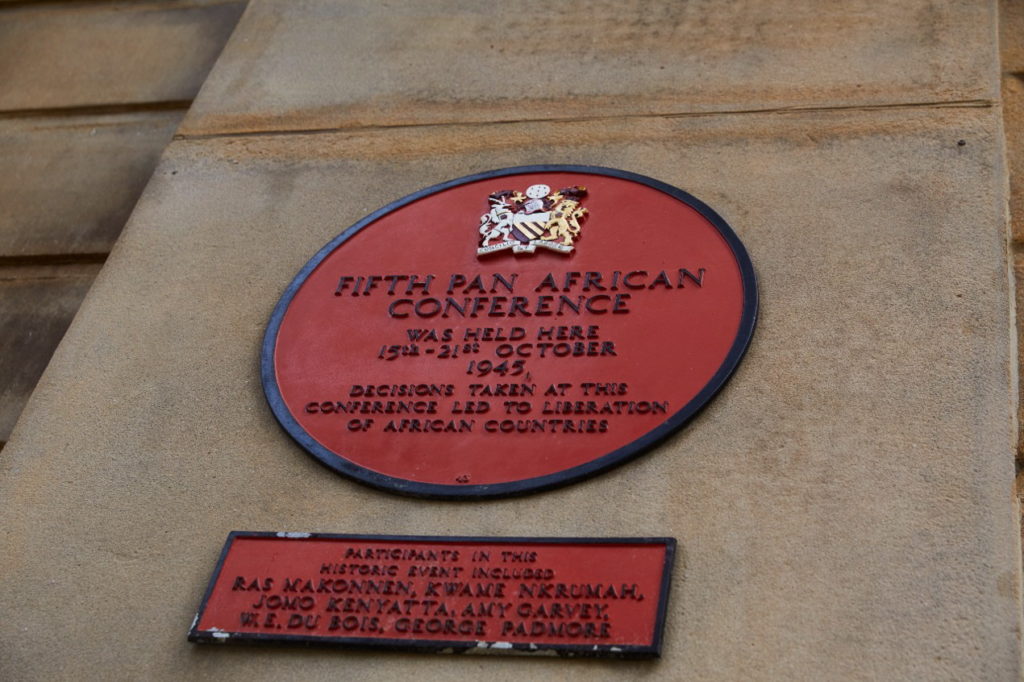 FIFTH PAN AFRICAN
CONFERENCE
WAS HELD HERE
15TH-21ST OCTOBER
1945
DECISIONS TAKEN AT THIS
CONFERENCE LED TO LIBERATION
OF AFRICAN COUNTRIES
PARTICIPANTS IN THIS
HISTORIC EVENT INCLUDED
RAS MAKONNEN, KWAME NKRUMAH,
JOMO KENYATTA, AMY GARVEY,
W.E. DU BOIS, GEORGE PADMORE